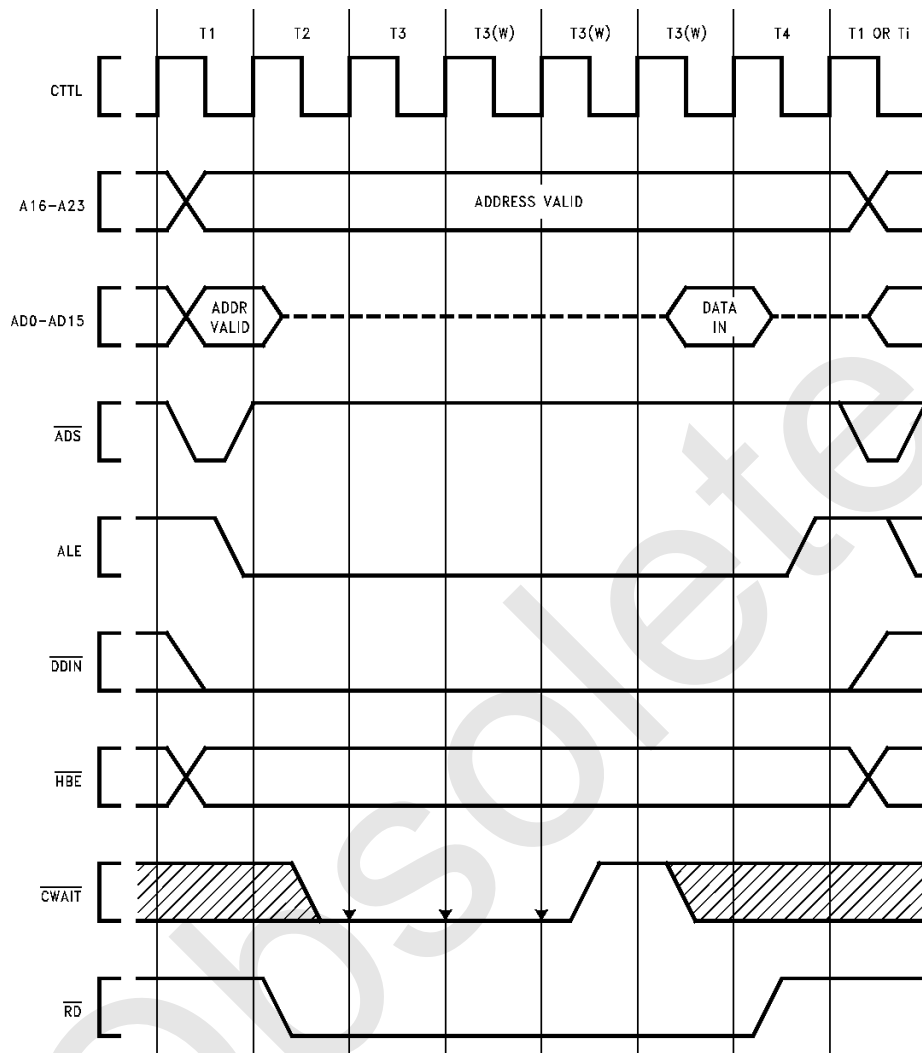 T1 T2 T3 T3(W) T3(W) T3(W) T4 T1 OR Ti
CTTL
A16-A23
ADDRESS VALID
AD0-AD15
ADDR
VALID
DATA
IN
ADS
ALE
DDIN
HBE
CWAIT
RD
Obsolete